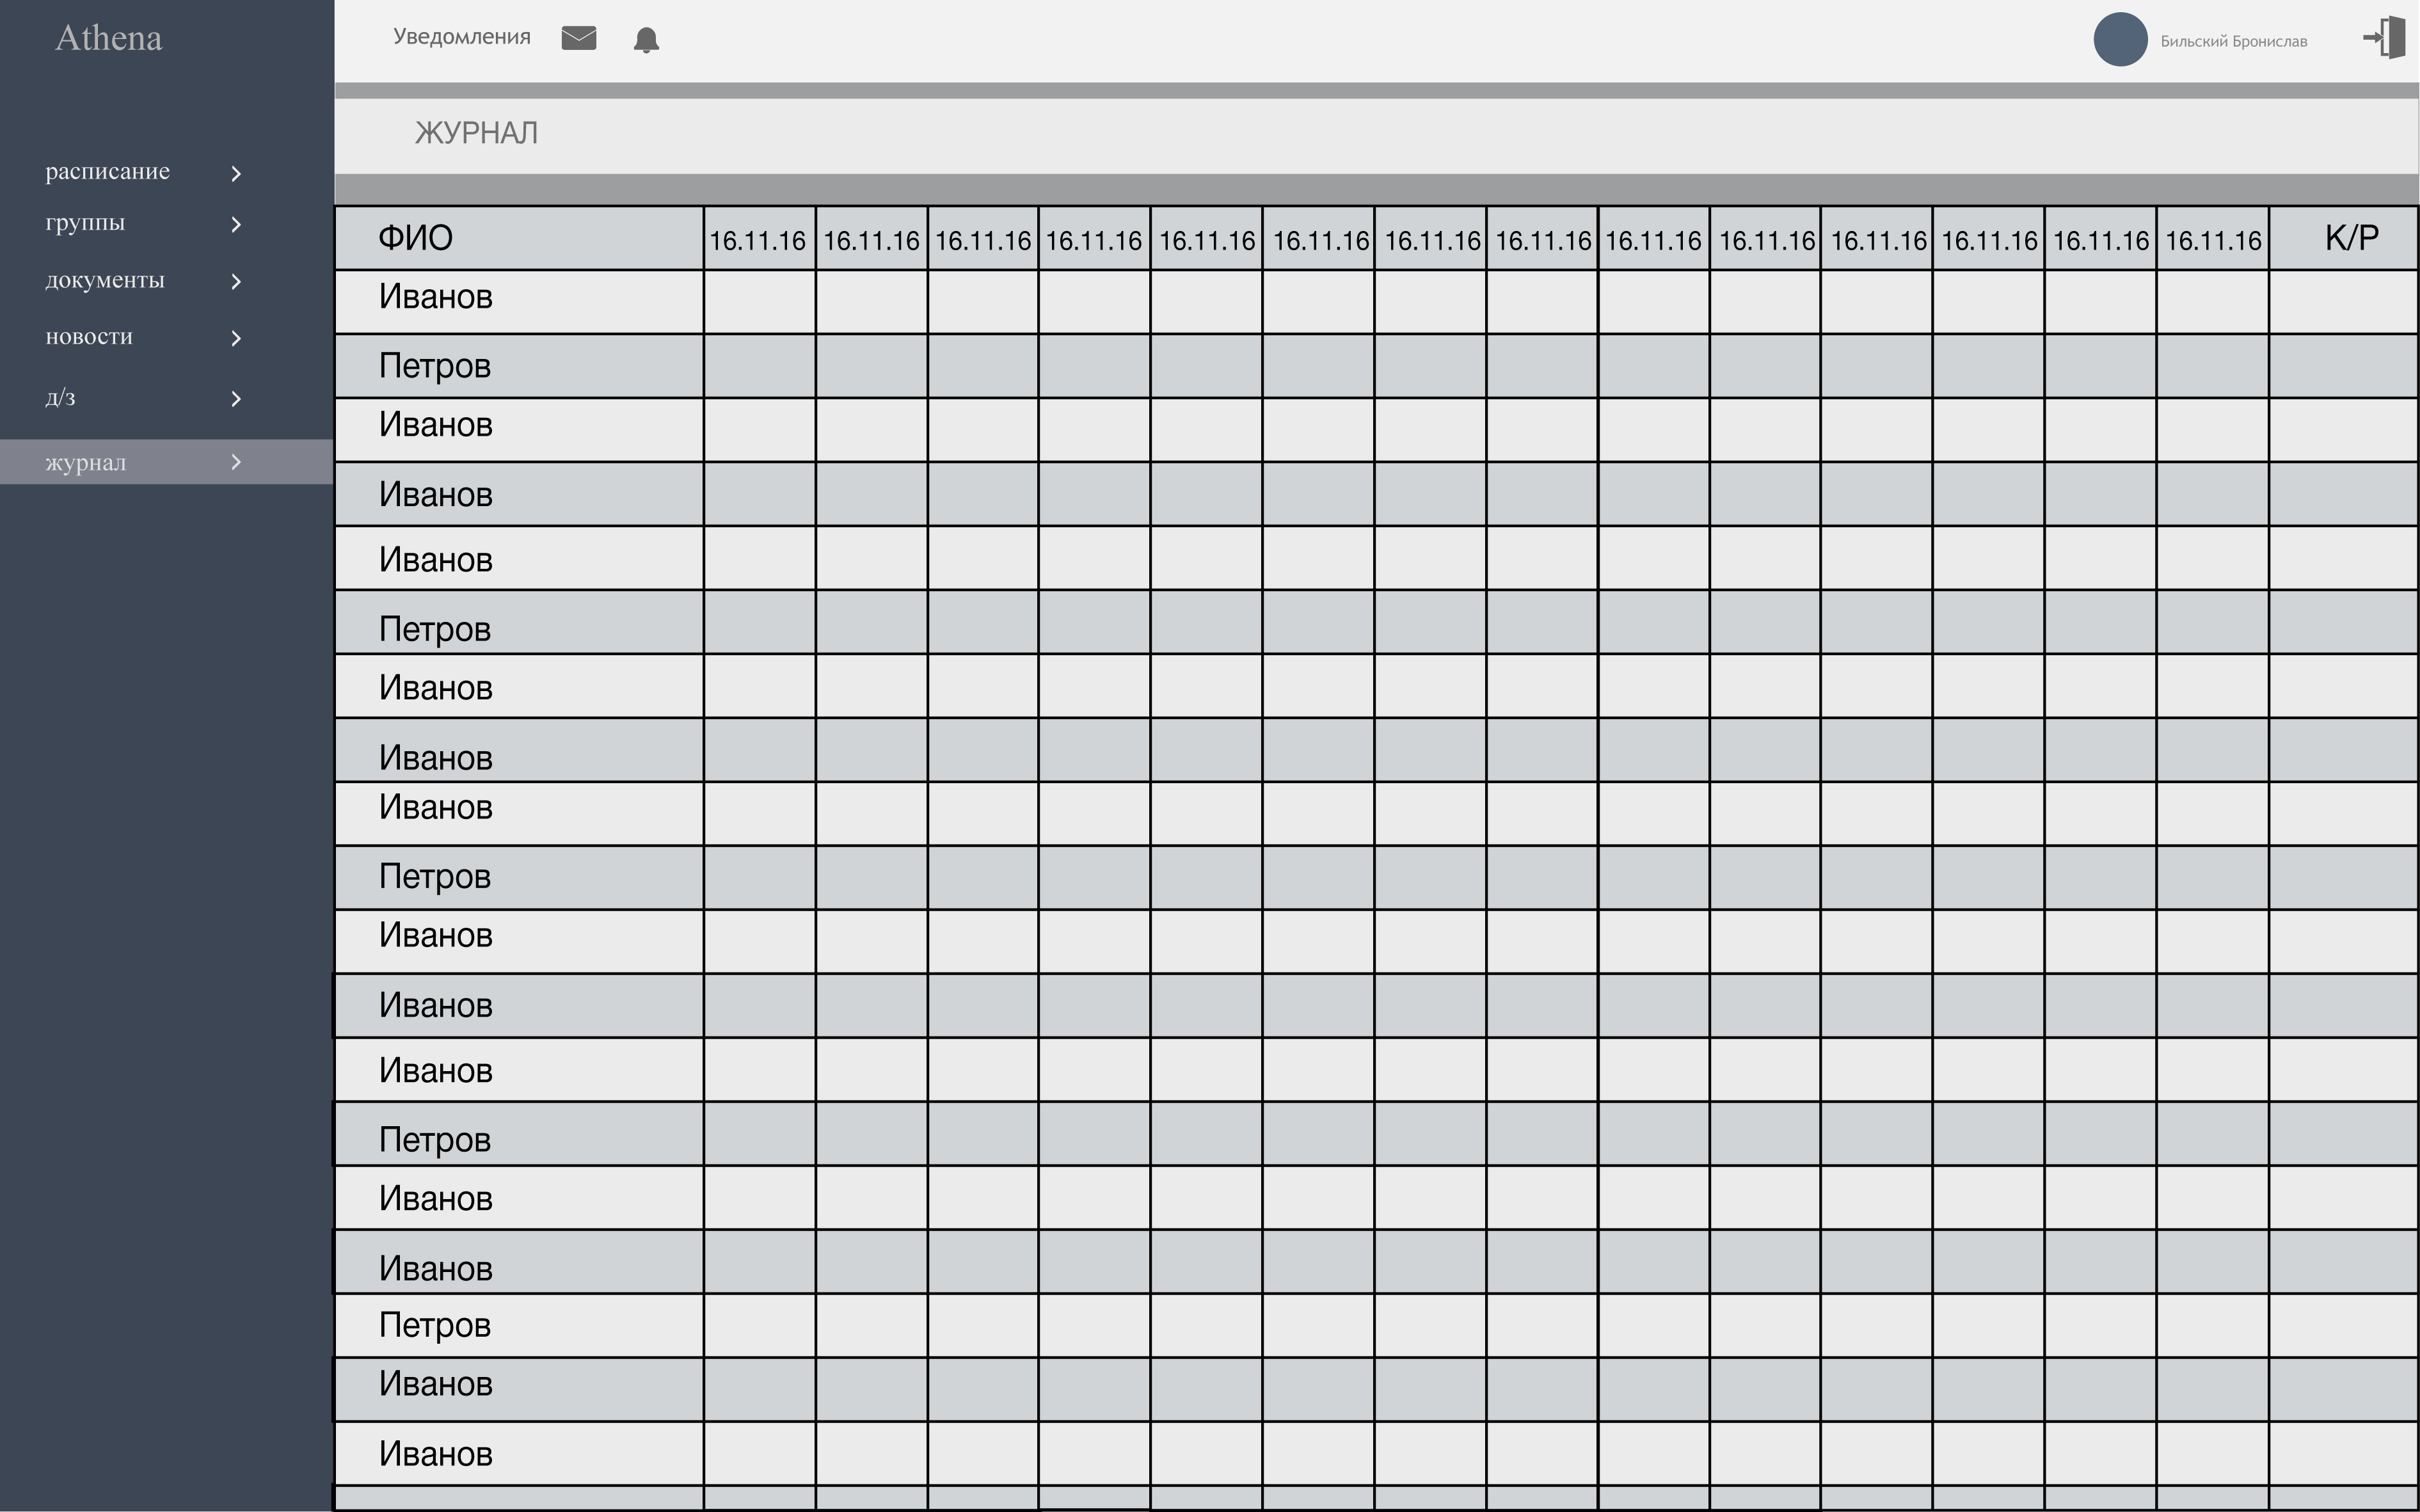 Athena
Уведомления
Бильский Бронислав
ЖУРНАЛ
расписание
группы
документы
новости
д/з
журнал
ФИО 16.11.16 16.11.16 16.11.16 16.11.16 16.11.16 16.11.16 16.11.16 16.11.16 16.11.16 16.11.16 16.11.16 16.11.16 16.11.16 16.11.16 К/Р
Иванов
Петров
Иванов
Иванов
Иванов
Петров
Иванов
Иванов
Иванов
Петров
Иванов
Иванов
Иванов
Петров
Иванов
Иванов
Петров
Иванов
Иванов